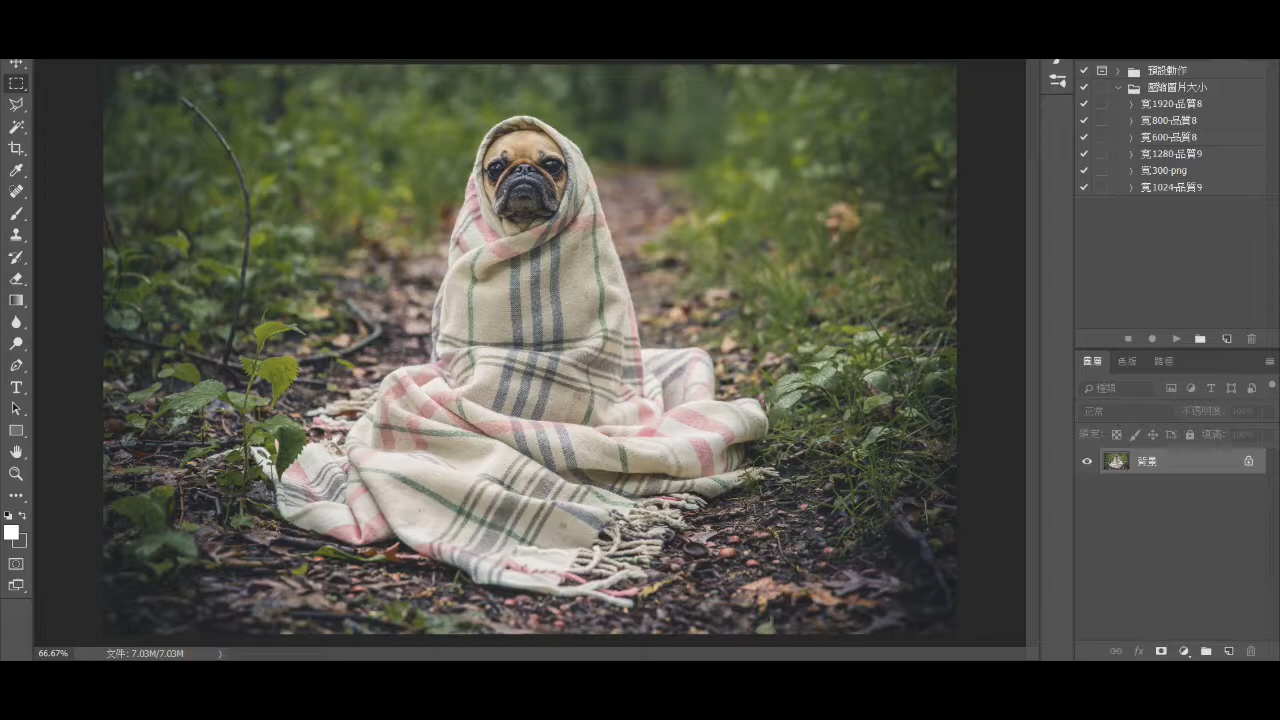 預設動作
壓縮圖片大小
寬1920-品質8
寬800-品質8
寬600-品質8
寬1280-品質9
寬300-png
寬1024-品質9
圖層 色版 路徑
種類
正常 不透明度: 100%
鎖定: 填滿: 100%
背景
fx
66.67% 文件: 7.03M/7.03M